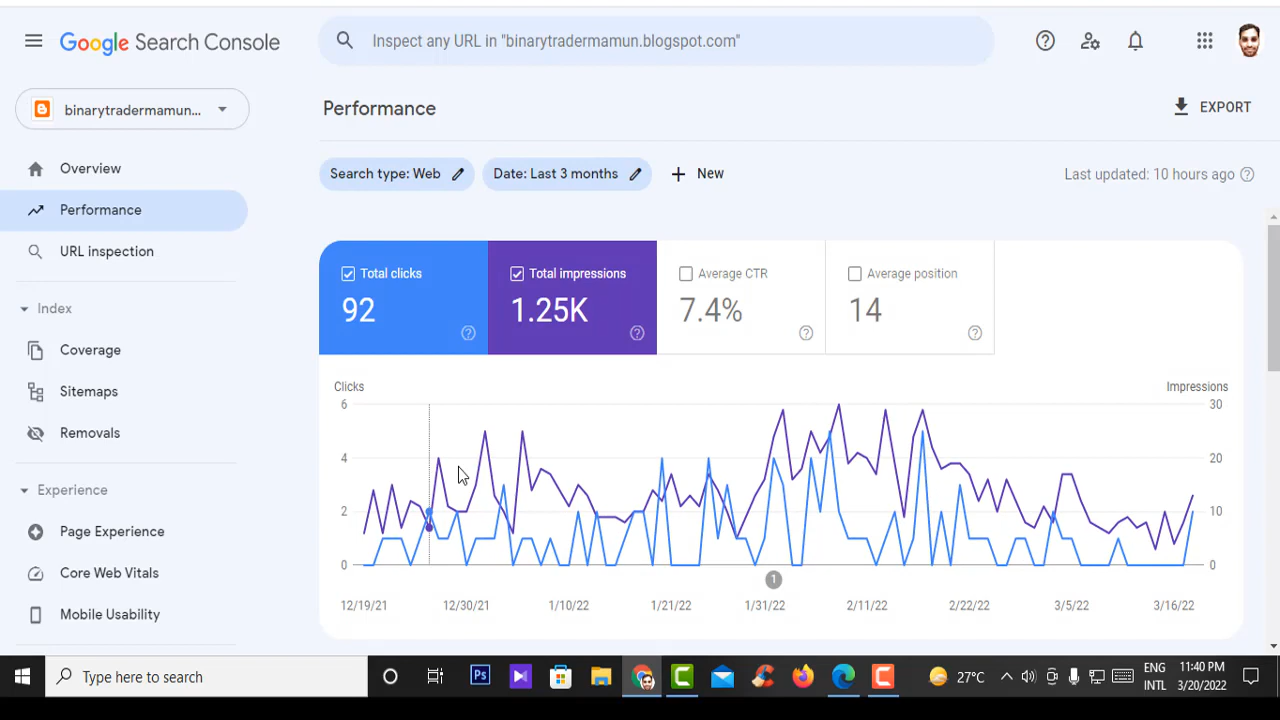 Google Search Console
Inspect any URL in "binarytradermamun.blogspot.com"
binarytradermamun...
Performance
EXPORT
Overview
Performance
URL inspection
Index
Coverage
Sitemaps
Removals
Experience
Page Experience
Core Web Vitals
Mobile Usability
Search type: Web
Date: Last 3 months
New
Last updated: 10 hours ago
Total clicks
92
Total impressions
1.25K
Average CTR
7.4%
Average position
14
Clicks
Impressions
6
30
4
20
2
10
0
0
1
12/19/21 12/30/21 1/10/22 1/21/22 1/31/22 2/11/22 2/22/22 3/5/22 3/16/22
Type here to search
Ps
27°C
ENG
INTL
11:40 PM
3/20/2022